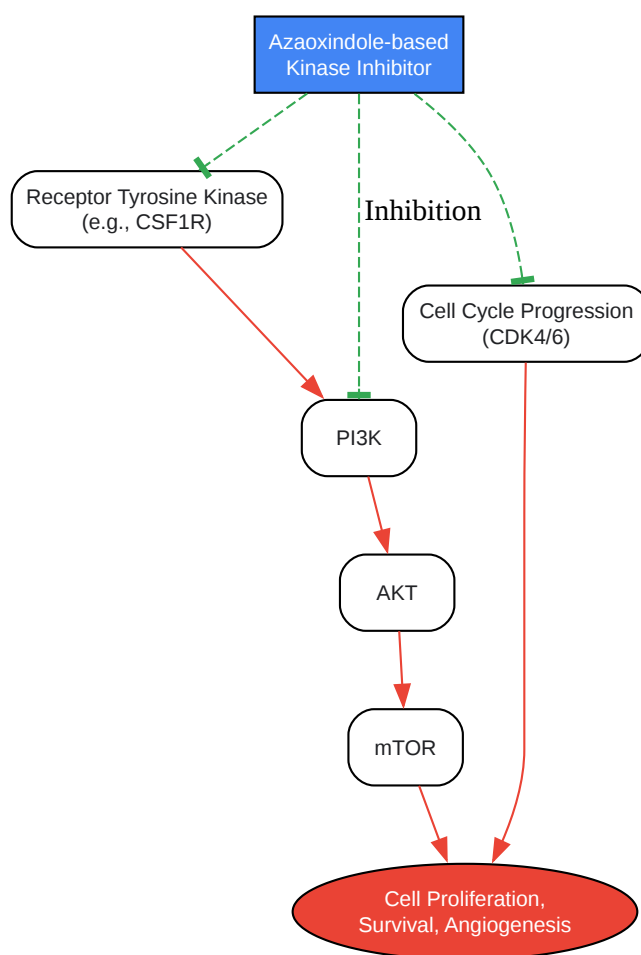 Azaoxindole-based
Kinase Inhibitor
Receptor Tyrosine Kinase
(e.g., CSF1R)
Inhibition
Cell Cycle Progression
(CDK4/6)
PI3K
AKT
mTOR
Cell Proliferation,
Survival, Angiogenesis